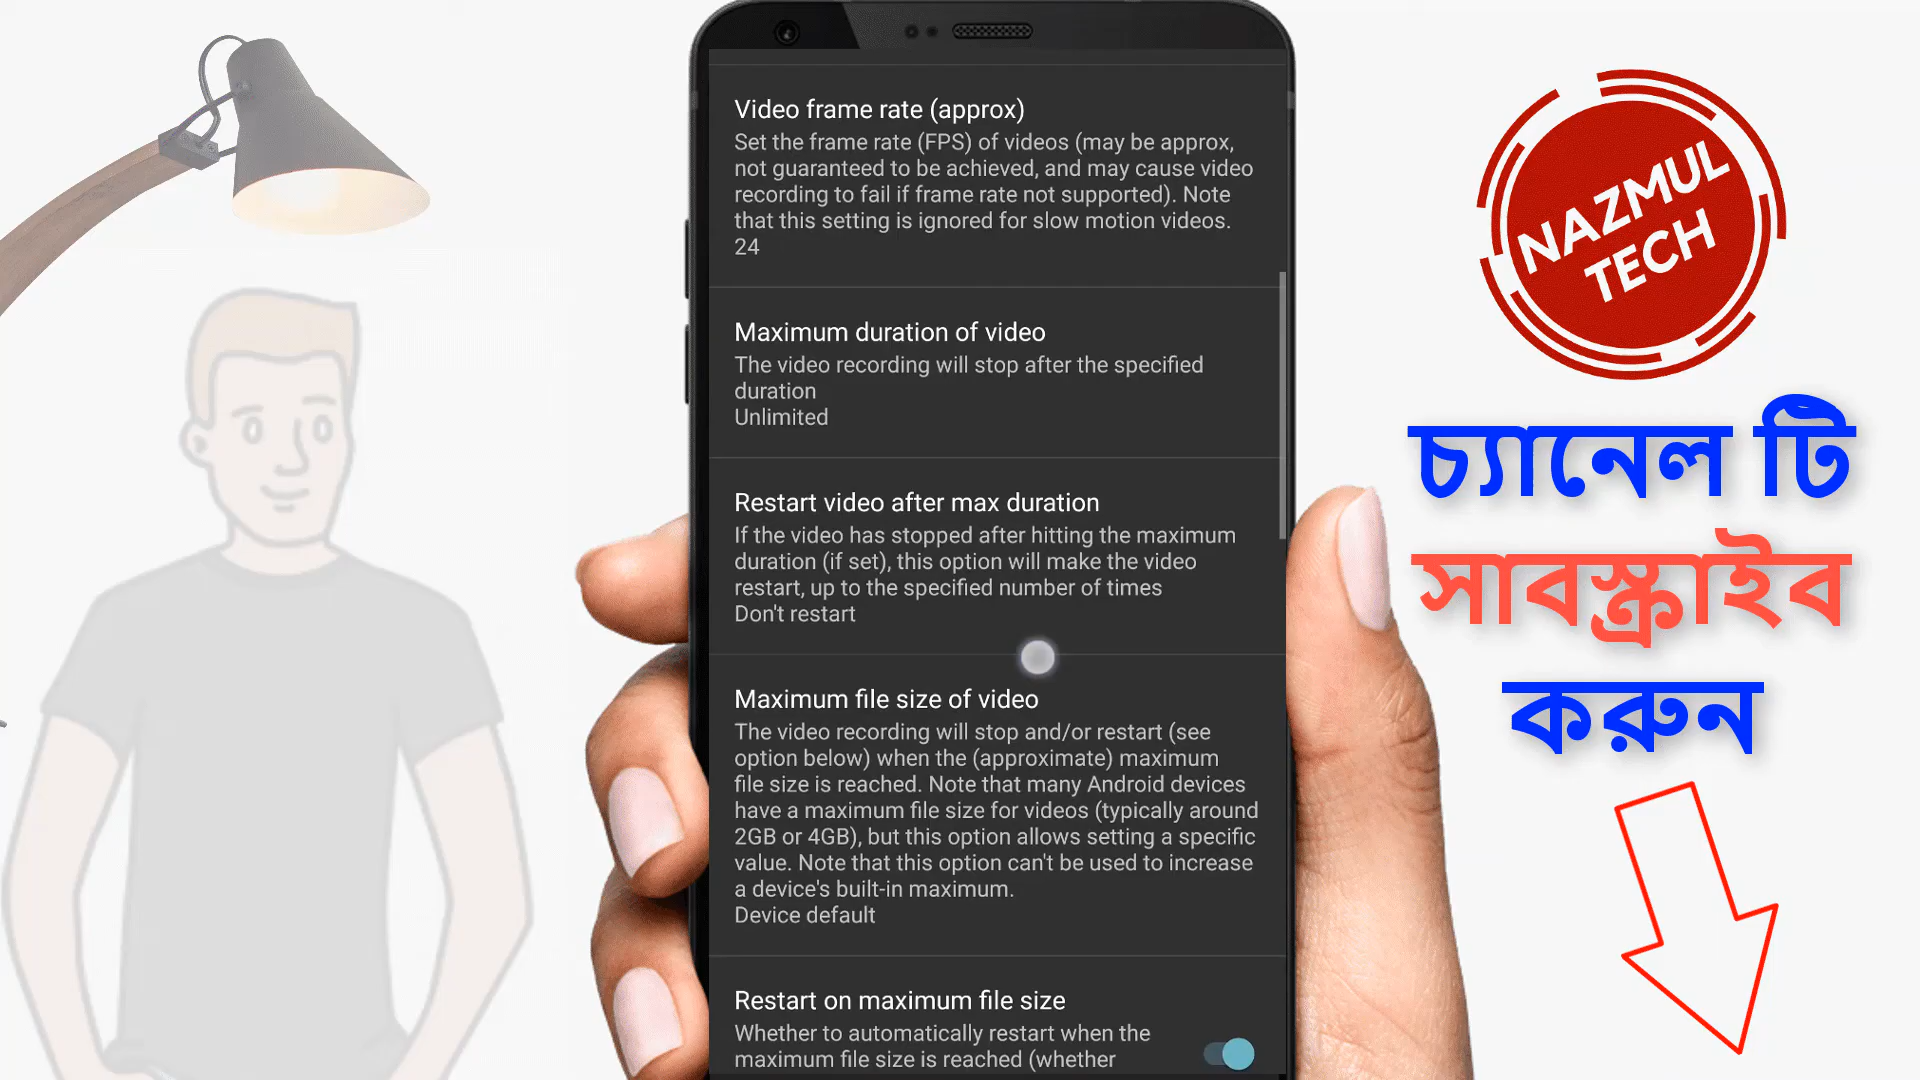 Video frame rate (approx)
Set the frame rate (FPS) of videos (may be approx,
not guaranteed to be achieved, and may cause video
recording to fail if frame rate not supported). Note
that this setting is ignored for slow motion videos.
24
Maximum duration of video
The video recording will stop after the specified
duration
Unlimited
Restart video after max duration
If the video has stopped after hitting the maximum
duration (if set), this option will make the video
restart, up to the specified number of times
Don't restart
Maximum file size of video
The video recording will stop and/or restart (see
option below) when the (approximate) maximum
file size is reached. Note that many Android devices
have a maximum file size for videos (typically around
2GB or 4GB), but this option allows setting a specific
value. Note that this option can't be used to increase
a device's built-in maximum.
Device default
Restart on maximum file size
Whether to automatically restart when the
maximum file size is reached (whether
NAZMUL
TECH
চ্যানেল টি
সাবস্ক্রাইব
করুন